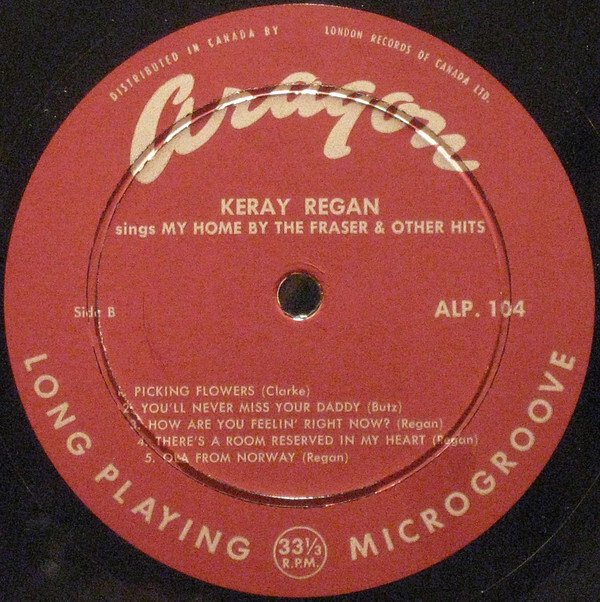 DISTRIBUTED IN CANADA BY LONDON RECORDS OF CANADA LTD.
Aragon
KERAY REGAN
sings MY HOME BY THE FRASER & OTHER HITS
Side B
ALP. 104
PICKING FLOWERS (Clarke)
2. YOU'LL NEVER MISS YOUR DADDY (Butz)
3. HOW ARE YOU FEELIN' RIGHT NOW? (Regan)
4. THERE'S A ROOM RESERVED IN MY HEART (Regan)
5. OLA FROM NORWAY (Regan)
LONG PLAYING 33⅓ R.P.M. MICROGROOVE